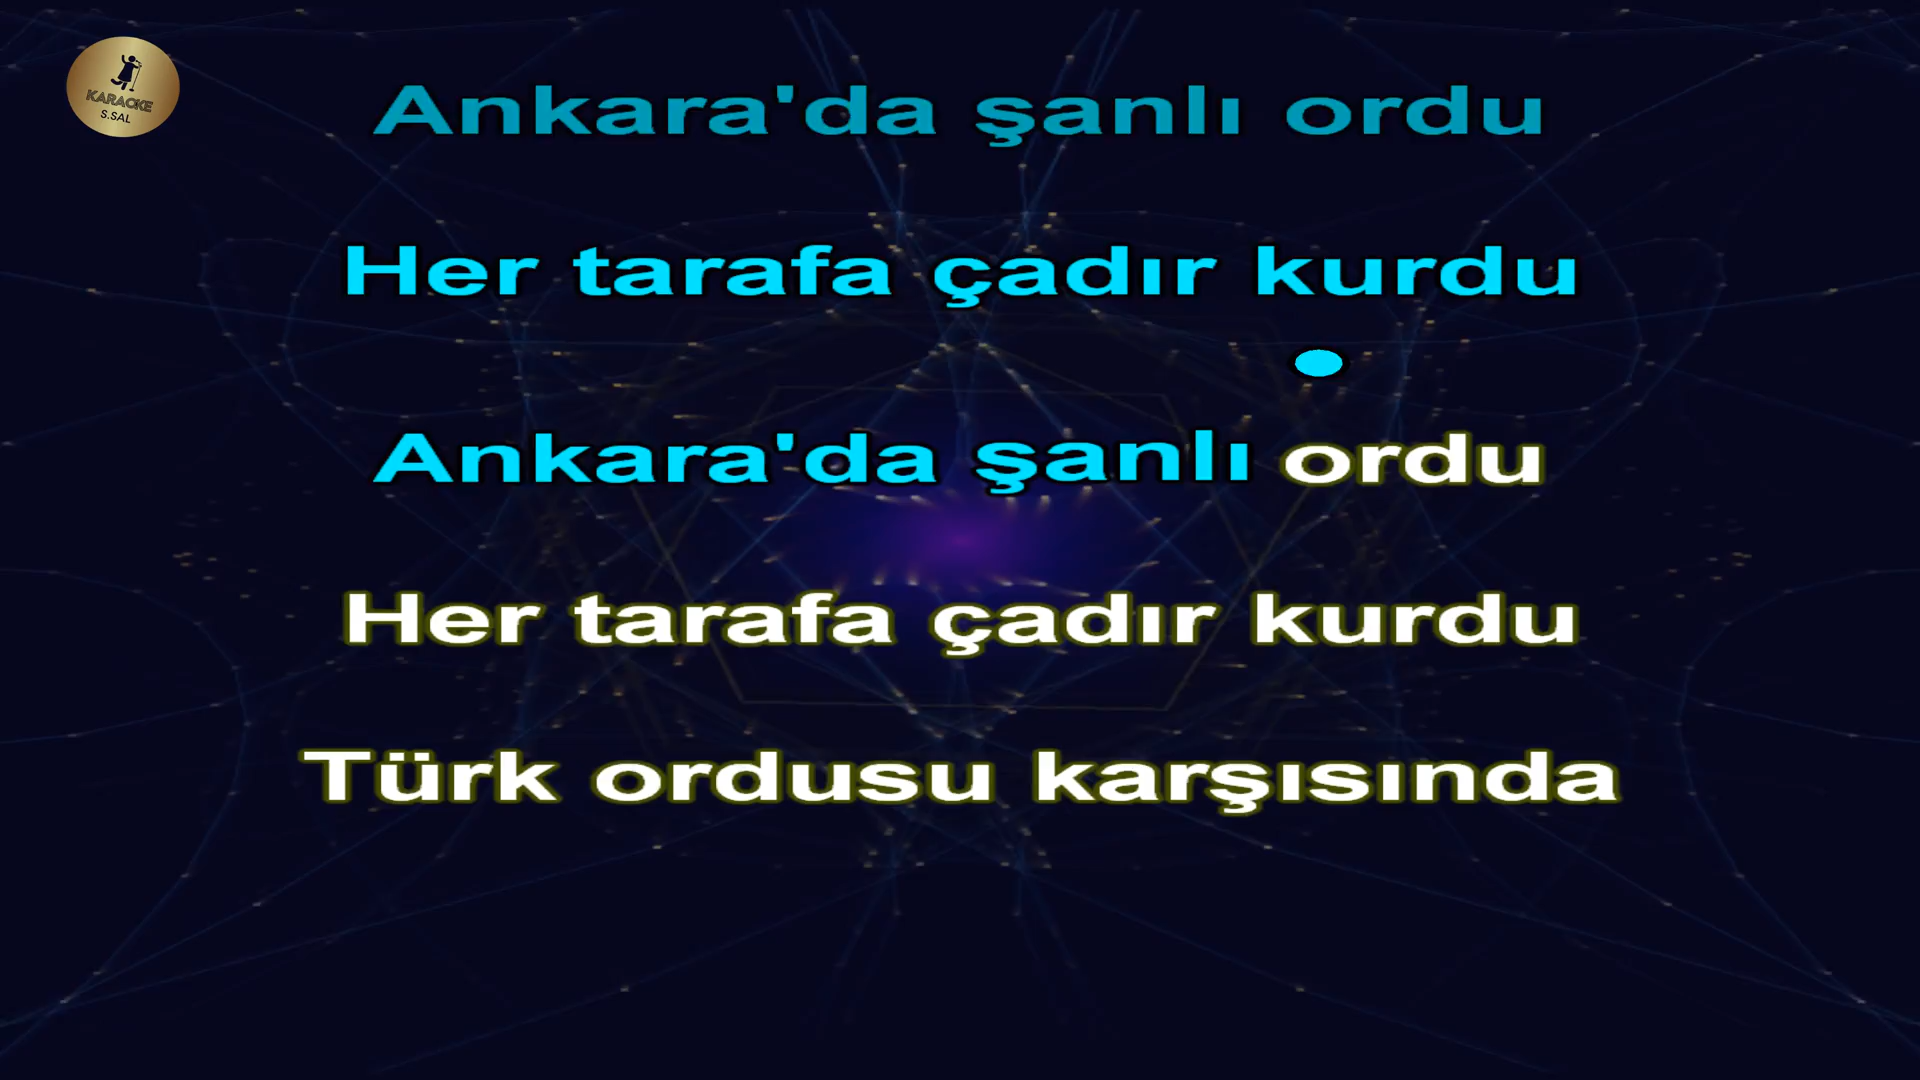 KARAOKE
S.SAL
Ankara'da şanlı ordu
Her tarafa çadır kurdu
Ankara'da şanlı ordu
Her tarafa çadır kurdu
Türk ordusu karşısında